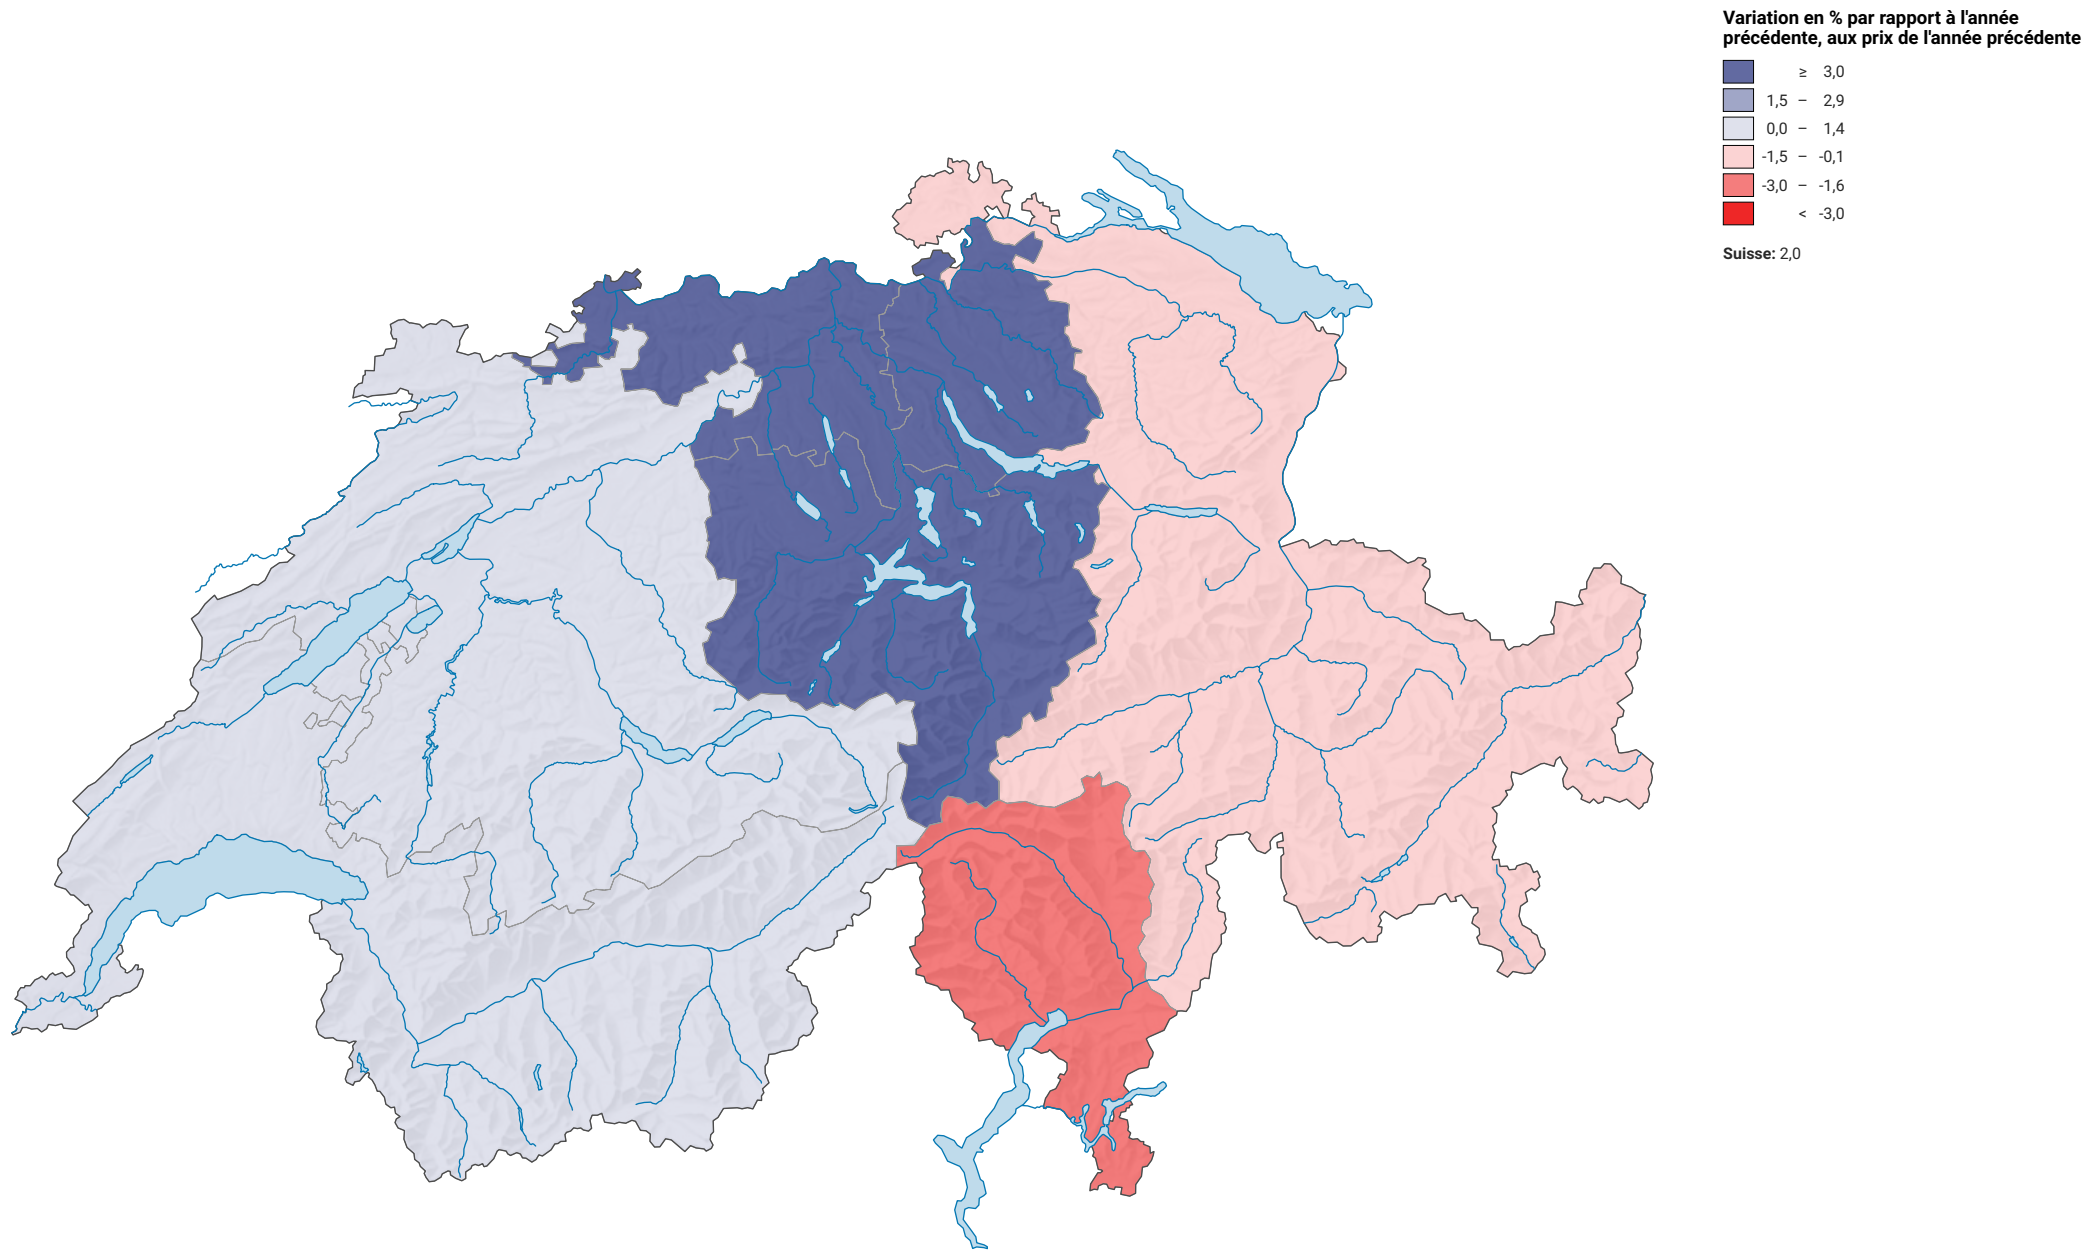 Variation en % par rapport à l'année
précédente, aux prix de l'année précédente
≥ 3,0
1,5 – 2,9
0,0 – 1,4
-1,5 – -0,1
-3,0 – -1,6
< -3,0
Suisse: 2,0